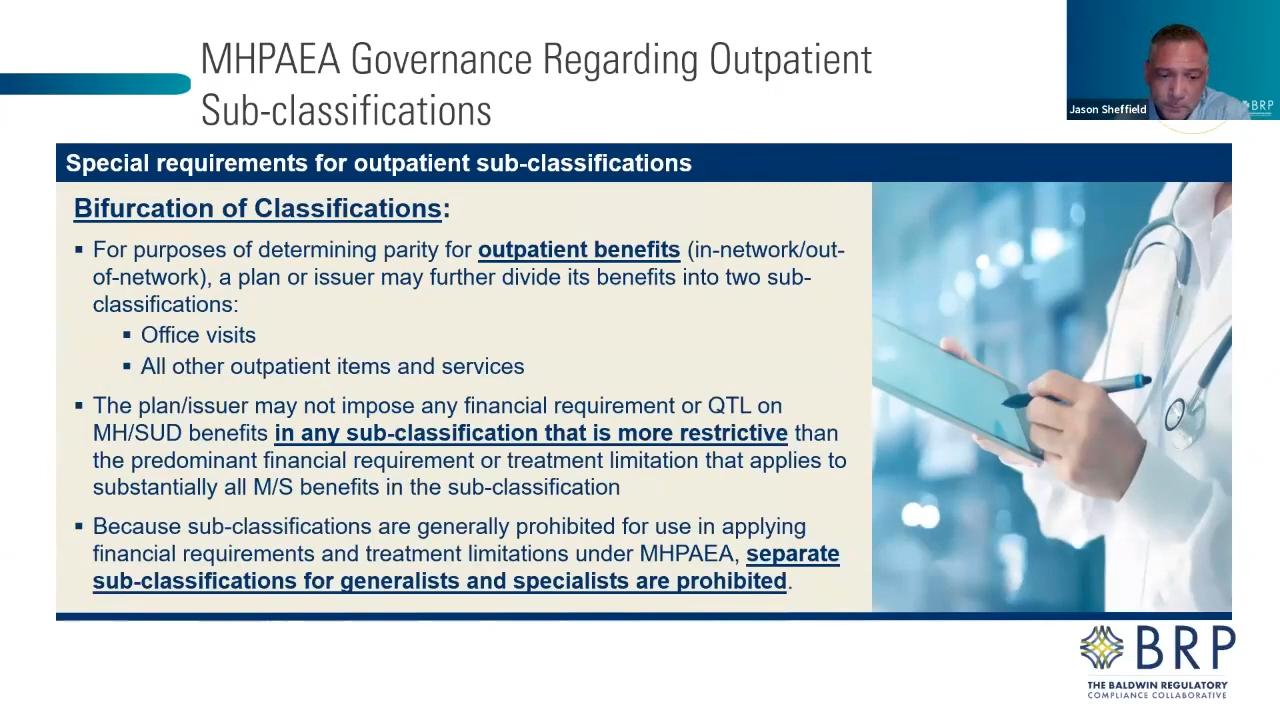 MHPAEA Governance Regarding Outpatient
Sub-classifications
Jason Sheffield
BRP
Special requirements for outpatient sub-classifications
Bifurcation of Classifications:
▪ For purposes of determining parity for outpatient benefits (in-network/out-
of-network), a plan or issuer may further divide its benefits into two sub-
classifications:
▪ Office visits
▪ All other outpatient items and services
▪ The plan/issuer may not impose any financial requirement or QTL on
MH/SUD benefits in any sub-classification that is more restrictive than
the predominant financial requirement or treatment limitation that applies to
substantially all M/S benefits in the sub-classification
▪ Because sub-classifications are generally prohibited for use in applying
financial requirements and treatment limitations under MHPAEA, separate
sub-classifications for generalists and specialists are prohibited.
BRP
THE BALDWIN REGULATORY
COMPLIANCE COLLABORATIVE